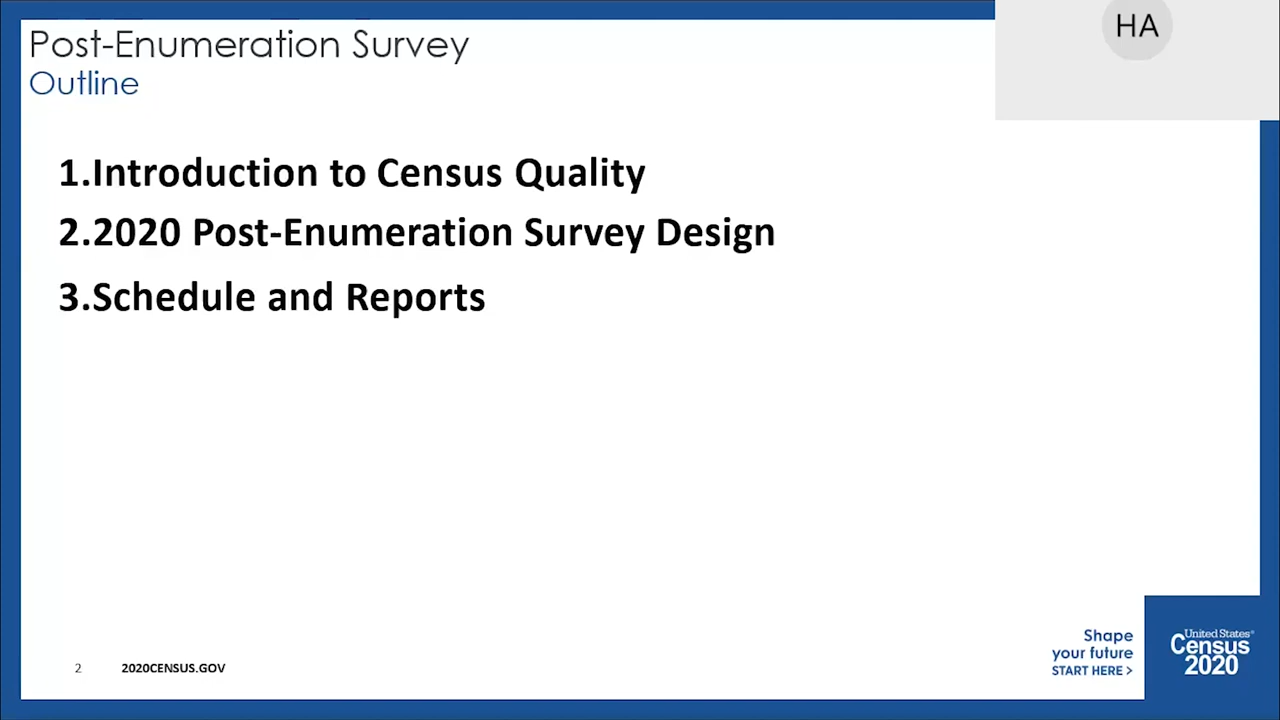 Post-Enumeration Survey
Outline
HA
1.Introduction to Census Quality
2.2020 Post-Enumeration Survey Design
3.Schedule and Reports
2
2020CENSUS.GOV
Shape
your future
START HERE >
United States®
Census
2020